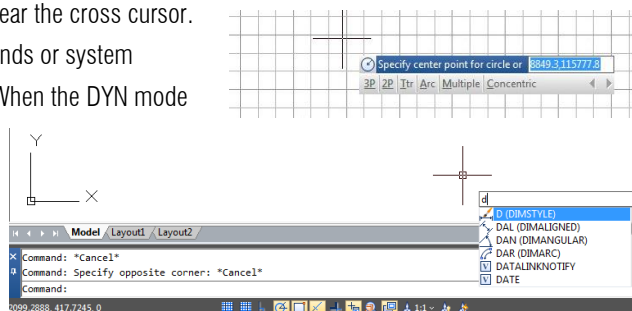 ear the cross cursor.
nds or system
When the DYN mode
Specify center point for circle or 8849.3,115777.8
3P 2P Ttr Arc Multiple Concentric
Y
X
Model Layout1 Layout2
d
D (DIMSTYLE)
DAL (DIMALIGNED)
DAN (DIMANGULAR)
DAR (DIMARC)
DATALINKNOTIFY
DATE
Command: *Cancel*
Command: Specify opposite corner: *Cancel*
Command:
2099.2888, 417.7245, 0
1:1